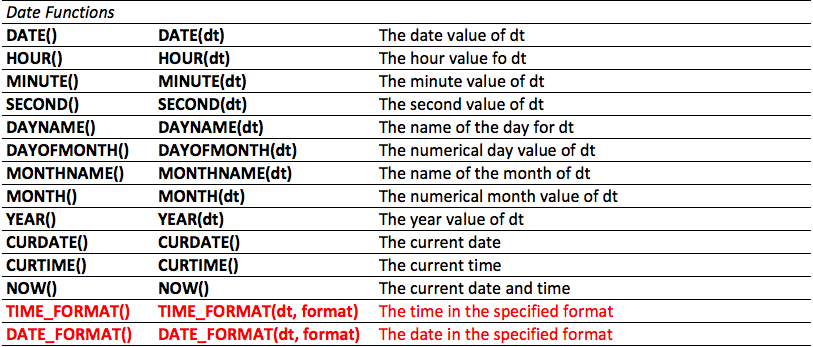 Date Functions
DATE() DATE(dt) The date value of dt
HOUR() HOUR(dt) The hour value fo dt
MINUTE() MINUTE(dt) The minute value of dt
SECOND() SECOND(dt) The second value of dt
DAYNAME() DAYNAME(dt) The name of the day for dt
DAYOFMONTH() DAYOFMONTH(dt) The numerical day value of dt
MONTHNAME() MONTHNAME(dt) The name of the month of dt
MONTH() MONTH(dt) The numerical month value of dt
YEAR() YEAR(dt) The year value of dt
CURDATE() CURDATE() The current date
CURTIME() CURTIME() The current time
NOW() NOW() The current date and time
TIME_FORMAT() TIME_FORMAT(dt, format) The time in the specified format
DATE_FORMAT() DATE_FORMAT(dt, format) The date in the specified format